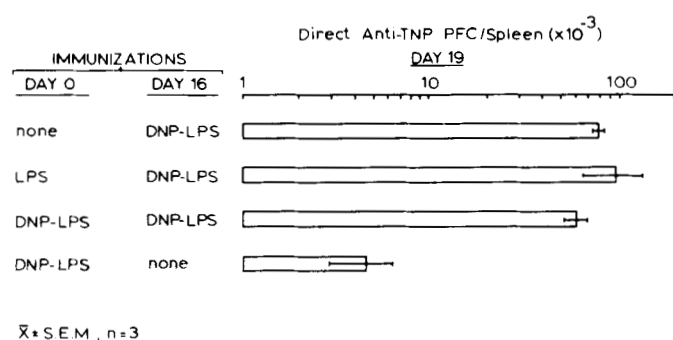 Direct Anti-TNP PFC/Spleen (x10⁻³)
IMMUNIZATIONS DAY 19
DAY 0 DAY 16 1 10 100
none DNP-LPS
LPS DNP-LPS
DNP-LPS DNP-LPS
DNP-LPS none
X̄± S.E.M., n=3